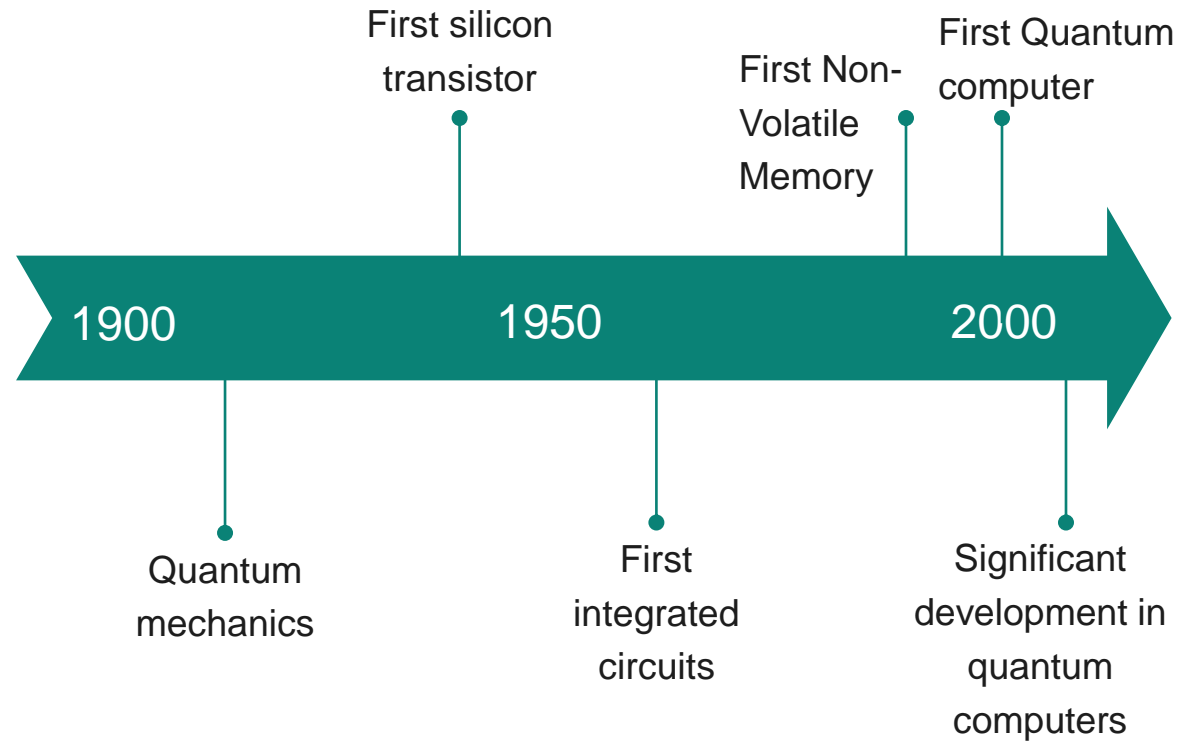 First silicon
transistor
First Non-
Volatile
Memory
First Quantum
computer
1900
1950
2000
Quantum
mechanics
First
integrated
circuits
Significant
development in
quantum
computers